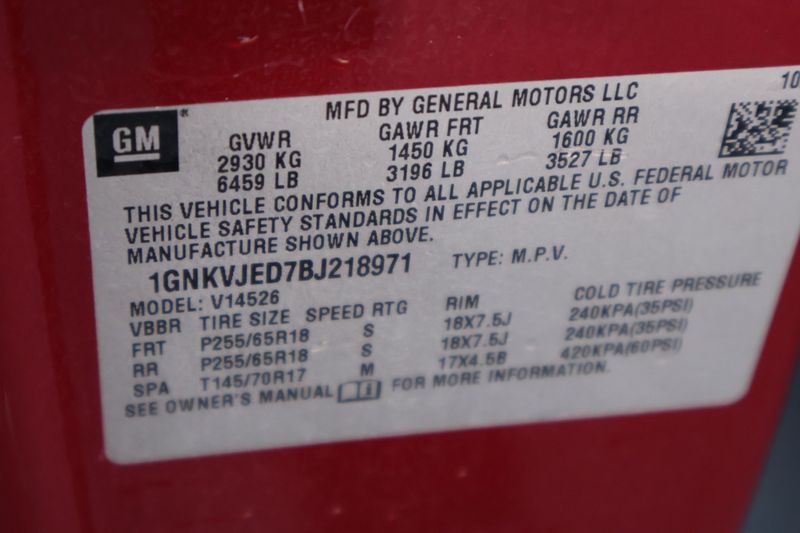 MFD BY GENERAL MOTORS LLC 10
GM GVWR GAWR FRT GAWR RR
2930 KG 1450 KG 1600 KG
6459 LB 3196 LB 3527 LB
THIS VEHICLE CONFORMS TO ALL APPLICABLE U.S. FEDERAL MOTOR
VEHICLE SAFETY STANDARDS IN EFFECT ON THE DATE OF
MANUFACTURE SHOWN ABOVE.
1GNKVJED7BJ218971 TYPE: M.P.V.
MODEL: V14526
VBBR TIRE SIZE SPEED RTG RIM COLD TIRE PRESSURE
FRT P255/65R18 S 18X7.5J 240KPA(35PSI)
RR P255/65R18 S 18X7.5J 240KPA(35PSI)
SPA T145/70R17 M 17X4.5B 420KPA(60PSI)
SEE OWNER'S MANUAL FOR MORE INFORMATION.